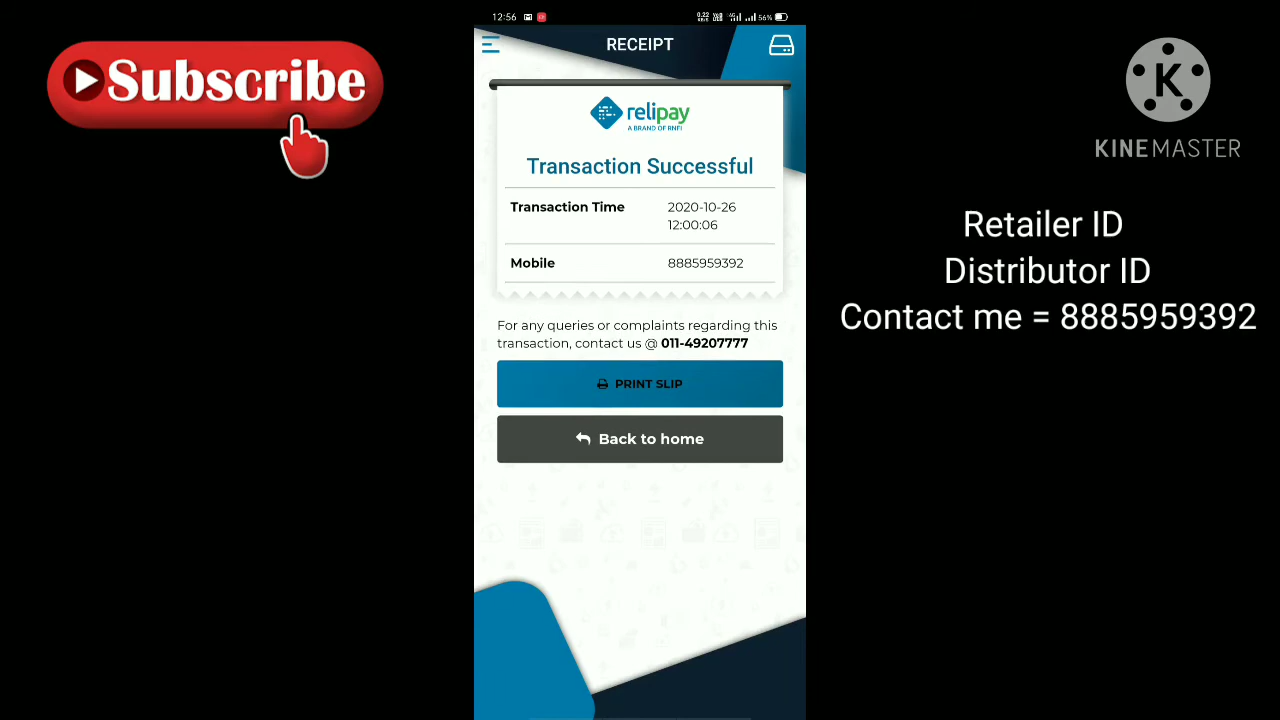 Subscribe
12:56
56%
RECEIPT
relipay
A BRAND OF RNFI
Transaction Successful
Transaction Time
2020-10-26
12:00:06
Mobile
8885959392
For any queries or complaints regarding this
transaction, contact us @ 011-49207777
PRINT SLIP
Back to home
K
KINEMASTER
Retailer ID
Distributor ID
Contact me = 8885959392